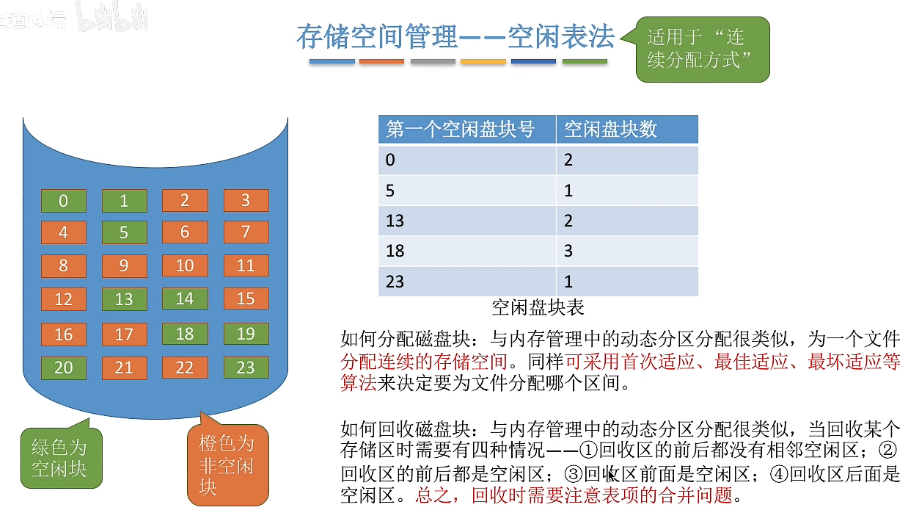 bilibili
存储空间管理——空闲表法
适用于“连
续分配方式”
第一个空闲盘块号 空闲盘块数
0 2
5 1
13 2
18 3
23 1
空闲盘块表
0 1 2 3
4 5 6 7
8 9 10 11
12 13 14 15
16 17 18 19
20 21 22 23
绿色为
空闲块
橙色为
非空闲
块
如何分配磁盘块：与内存管理中的动态分区分配很类似，为一个文件
分配连续的存储空间。同样可采用首次适应、最佳适应、最坏适应等
算法来决定要为文件分配哪个区间。
如何回收磁盘块：与内存管理中的动态分区分配很类似，当回收某个
存储区时需要有四种情况——①回收区的前后都没有相邻空闲区；②
回收区的前后都是空闲区；③回收区前面是空闲区；④回收区后面是
空闲区。总之，回收时需要注意表项的合并问题。